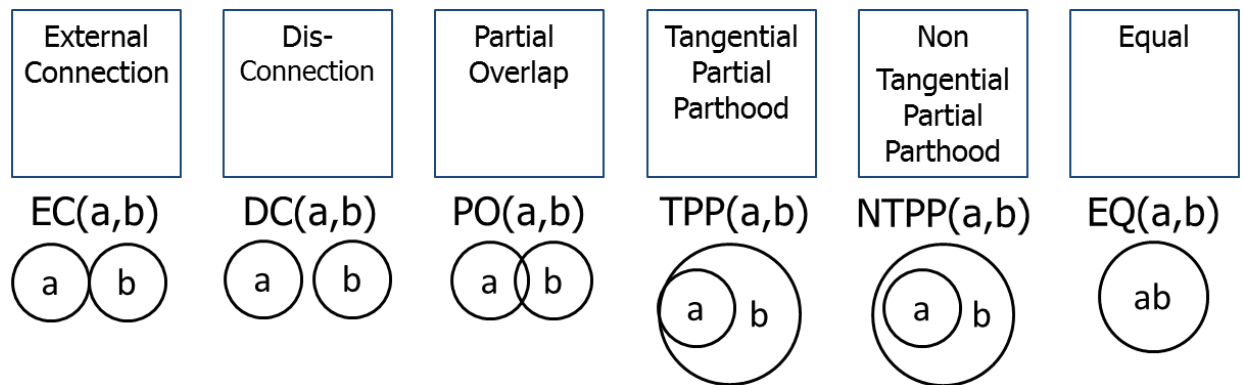 External
Connection
Dis-
Connection
Partial
Overlap
Tangential
Partial
Parthood
Non
Tangential
Partial
Parthood
Equal
EC(a,b)
DC(a,b)
PO(a,b)
TPP(a,b)
NTPP(a,b)
EQ(a,b)
a
b
a
b
a
b
a
b
a
b
ab